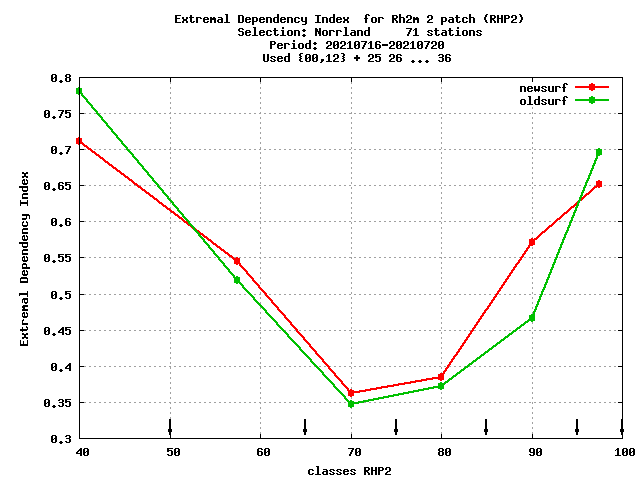 Extremal Dependency Index  for Rh2m 2 patch (RHP2)
Selection: Norrland     71 stations
Period: 20210716-20210720
Used {00,12} + 25 26 ... 36
newsurf
oldsurf
Extremal Dependency Index
0.8
0.75
0.7
0.65
0.6
0.55
0.5
0.45
0.4
0.35
0.3
40 50 60 70 80 90 100
classes RHP2